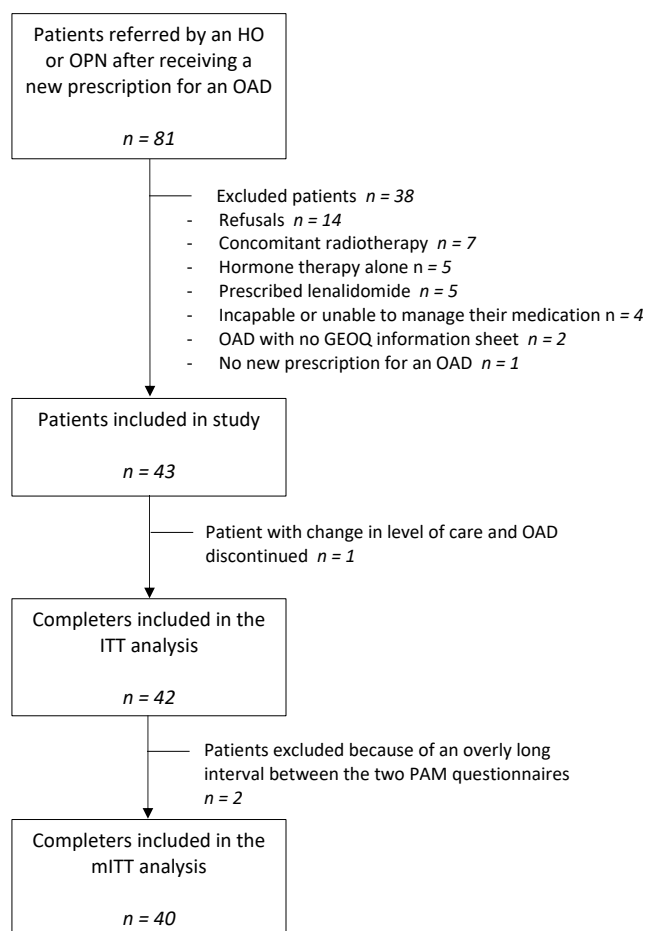 Patients referred by an HO
or OPN after receiving a
new prescription for an OAD
n = 81
Excluded patients n = 38
- Refusals n = 14
- Concomitant radiotherapy n = 7
- Hormone therapy alone n = 5
- Prescribed lenalidomide n = 5
- Incapable or unable to manage their medication n = 4
- OAD with no GEOQ information sheet n = 2
- No new prescription for an OAD n = 1
Patients included in study
n = 43
Patient with change in level of care and OAD
discontinued n = 1
Completers included in the
ITT analysis
n = 42
Patients excluded because of an overly long
interval between the two PAM questionnaires
n = 2
Completers included in the
mITT analysis
n = 40